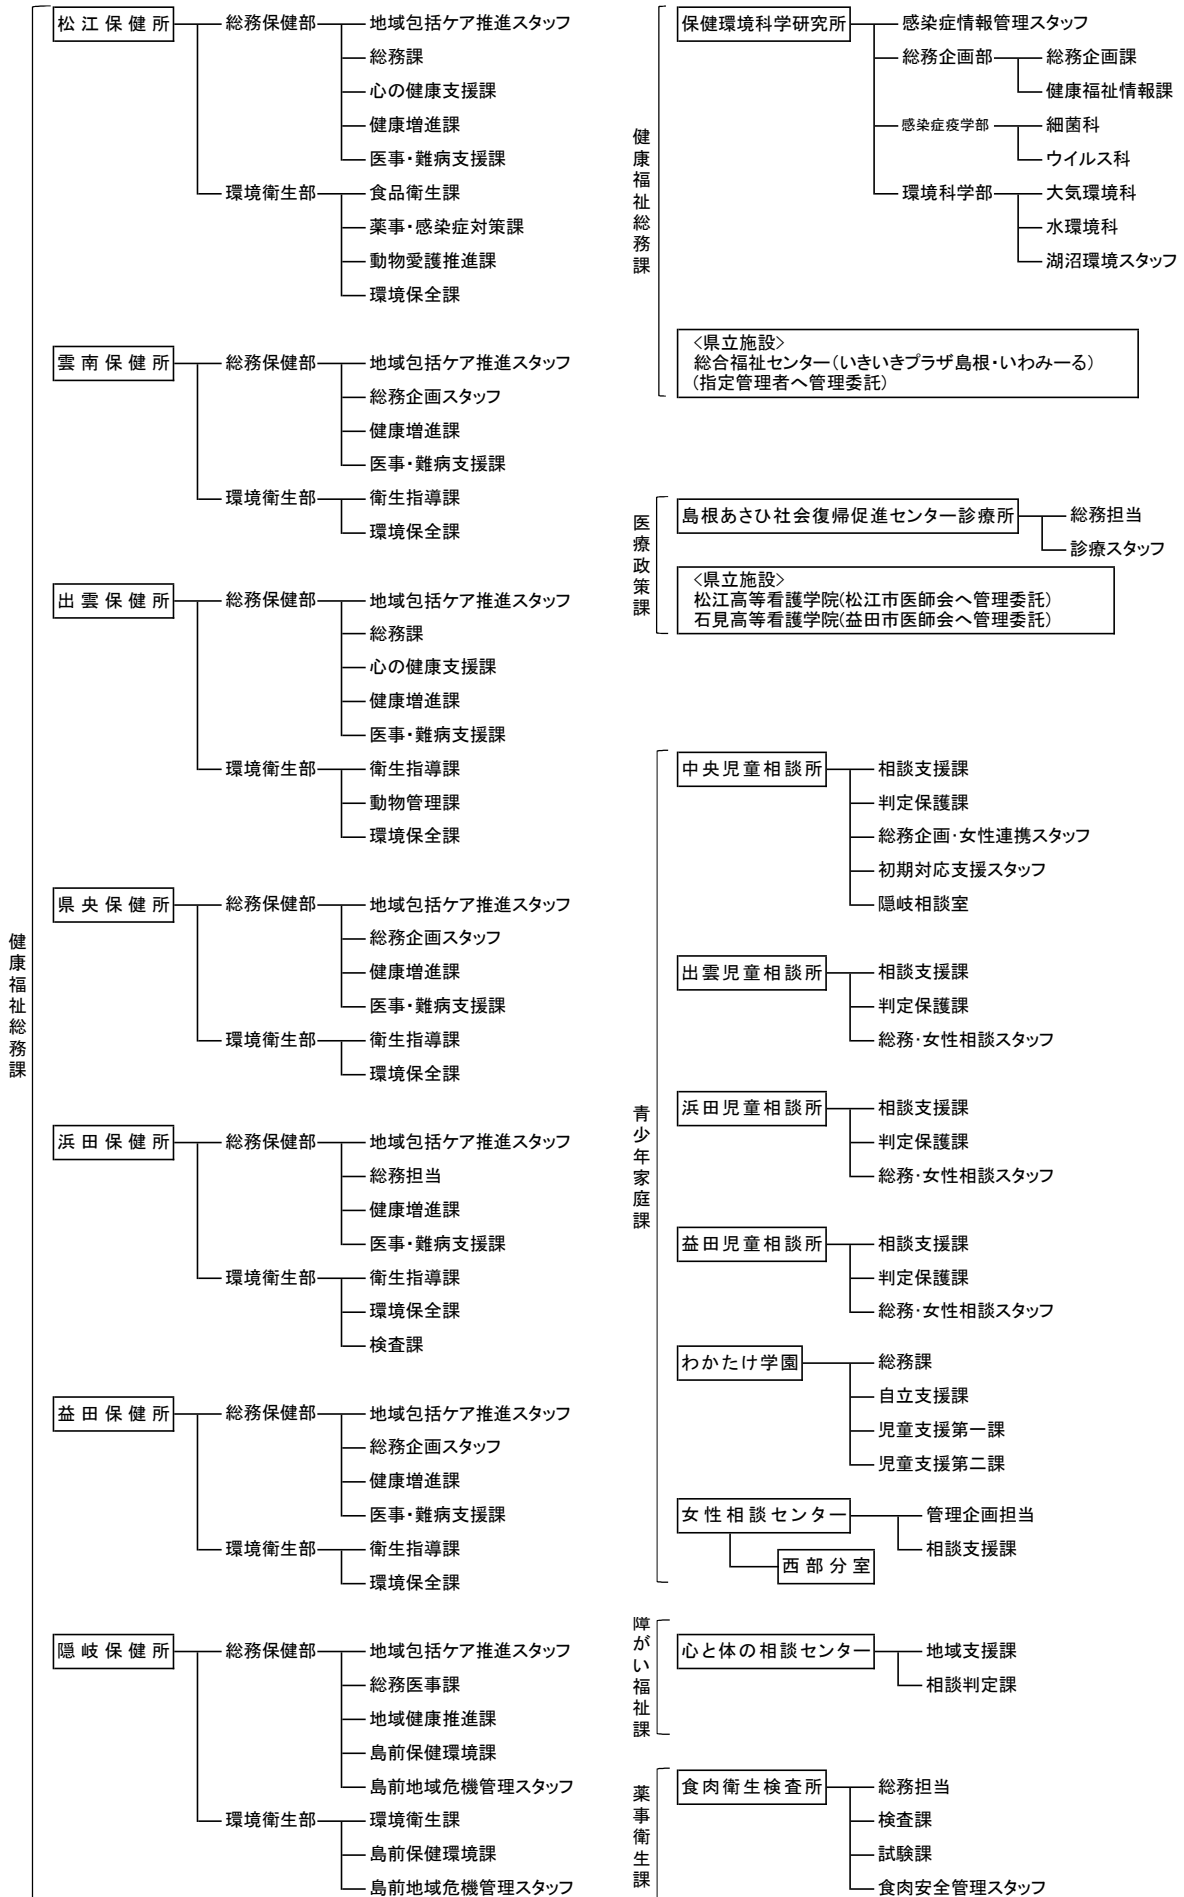 健康福祉総務課
松江保健所
総務保健部
地域包括ケア推進スタッフ
総務課
心の健康支援課
健康増進課
医事・難病支援課
環境衛生部
食品衛生課
薬事・感染症対策課
動物愛護推進課
環境保全課
雲南保健所
総務保健部
地域包括ケア推進スタッフ
総務企画スタッフ
健康増進課
医事・難病支援課
環境衛生部
衛生指導課
環境保全課
出雲保健所
総務保健部
地域包括ケア推進スタッフ
総務課
心の健康支援課
健康増進課
医事・難病支援課
環境衛生部
衛生指導課
動物管理課
環境保全課
県央保健所
総務保健部
地域包括ケア推進スタッフ
総務企画スタッフ
健康増進課
医事・難病支援課
環境衛生部
衛生指導課
環境保全課
浜田保健所
総務保健部
地域包括ケア推進スタッフ
総務担当
健康増進課
医事・難病支援課
環境衛生部
衛生指導課
環境保全課
検査課
益田保健所
総務保健部
地域包括ケア推進スタッフ
総務企画スタッフ
健康増進課
医事・難病支援課
環境衛生部
衛生指導課
環境保全課
隠岐保健所
総務保健部
地域包括ケア推進スタッフ
総務医事課
地域健康推進課
島前保健環境課
島前地域危機管理スタッフ
環境衛生部
環境衛生課
島前保健環境課
島前地域危機管理スタッフ
健康福祉総務課
保健環境科学研究所
感染症情報管理スタッフ
総務企画部
総務企画課
健康福祉情報課
感染症疫学部
細菌科
ウイルス科
環境科学部
大気環境科
水環境科
湖沼環境スタッフ
<県立施設>
総合福祉センター(いきいきプラザ島根・いわみーる)
(指定管理者へ管理委託)
医療政策課
島根あさひ社会復帰促進センター診療所
総務担当
診療スタッフ
<県立施設>
松江高等看護学院(松江市医師会へ管理委託)
石見高等看護学院(益田市医師会へ管理委託)
青少年家庭課
中央児童相談所
相談支援課
判定保護課
総務企画・女性連携スタッフ
初期対応支援スタッフ
隠岐相談室
出雲児童相談所
相談支援課
判定保護課
総務・女性相談スタッフ
浜田児童相談所
相談支援課
判定保護課
総務・女性相談スタッフ
益田児童相談所
相談支援課
判定保護課
総務・女性相談スタッフ
わかたけ学園
総務課
自立支援課
児童支援第一課
児童支援第二課
女性相談センター
管理企画担当
相談支援課
西部分室
障がい福祉課
心と体の相談センター
地域支援課
相談判定課
薬事衛生課
食肉衛生検査所
総務担当
検査課
試験課
食肉安全管理スタッフ